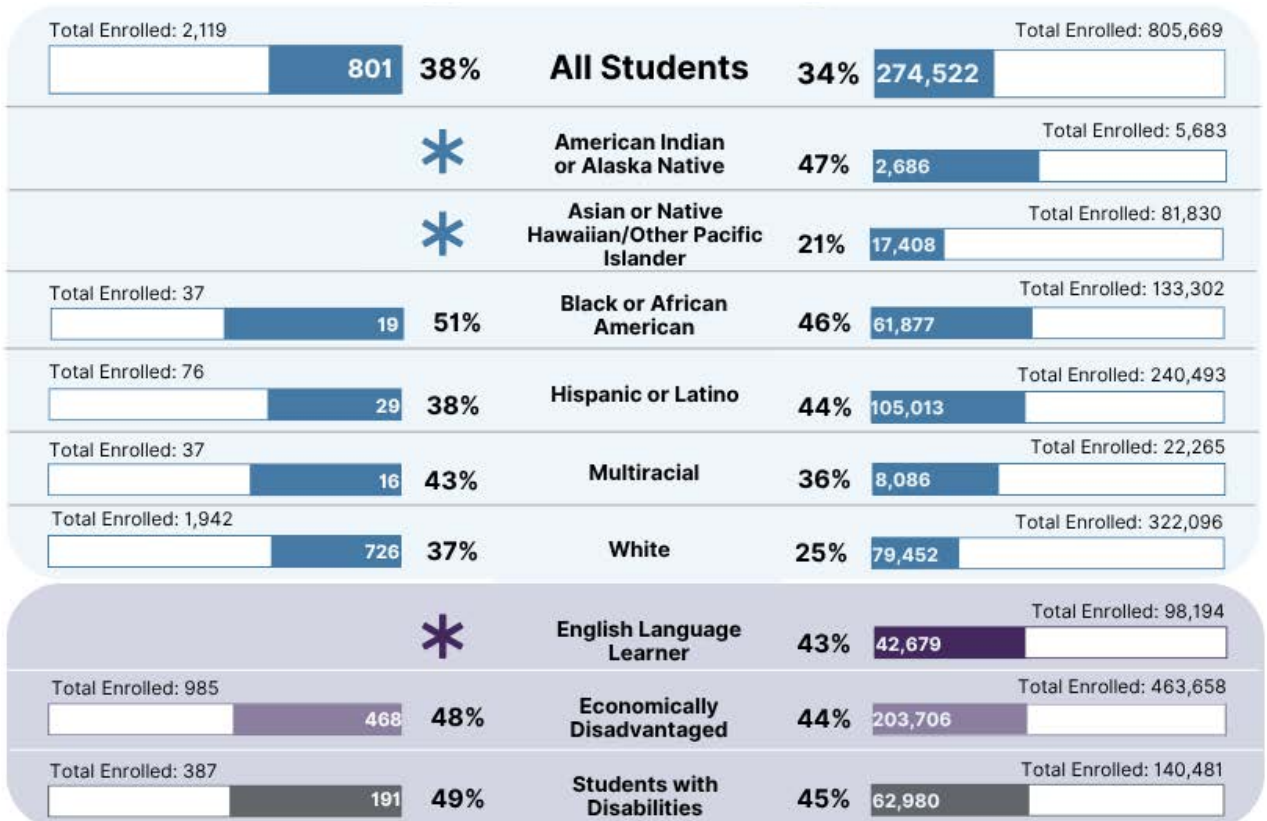 Total Enrolled: 2,119
801 38% All Students 34% 274,522
Total Enrolled: 805,669
* American Indian
or Alaska Native 47% 2,686
Total Enrolled: 5,683
* Asian or Native
Hawaiian/Other Pacific
Islander 21% 17,408
Total Enrolled: 81,830
Total Enrolled: 37
19 51% Black or African
American 46% 61,877
Total Enrolled: 133,302
Total Enrolled: 76
29 38% Hispanic or Latino 44% 105,013
Total Enrolled: 240,493
Total Enrolled: 37
16 43% Multiracial 36% 8,086
Total Enrolled: 22,265
Total Enrolled: 1,942
726 37% White 25% 79,452
Total Enrolled: 322,096
* English Language
Learner 43% 42,679
Total Enrolled: 98,194
Total Enrolled: 985
468 48% Economically
Disadvantaged 44% 203,706
Total Enrolled: 463,658
Total Enrolled: 387
191 49% Students with
Disabilities 45% 62,980
Total Enrolled: 140,481